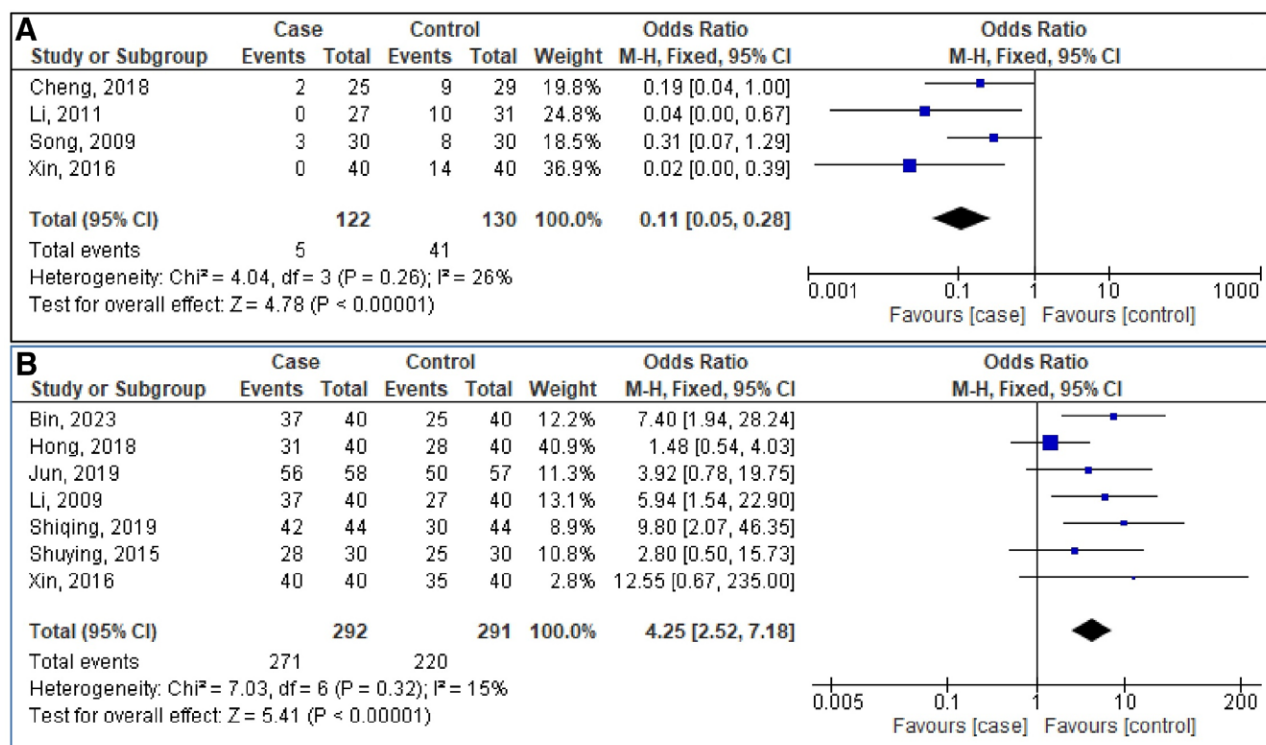 A
Case Control Odds Ratio Odds Ratio
Study or Subgroup Events Total Events Total Weight M-H, Fixed, 95% CI M-H, Fixed, 95% CI
Cheng, 2018 2 25 9 29 19.8% 0.19 [0.04, 1.00]
Li, 2011 0 27 10 31 24.8% 0.04 [0.00, 0.67]
Song, 2009 3 30 8 30 18.5% 0.31 [0.07, 1.29]
Xin, 2016 0 40 14 40 36.9% 0.02 [0.00, 0.39]
Total (95% CI) 122 130 100.0% 0.11 [0.05, 0.28]
Total events 5 41
Heterogeneity: Chi² = 4.04, df = 3 (P = 0.26); I² = 26%
Test for overall effect: Z = 4.78 (P < 0.00001)
0.001 0.1 1 10 1000
Favours [case] Favours [control]
B
Case Control Odds Ratio Odds Ratio
Study or Subgroup Events Total Events Total Weight M-H, Fixed, 95% CI M-H, Fixed, 95% CI
Bin, 2023 37 40 25 40 12.2% 7.40 [1.94, 28.24]
Hong, 2018 31 40 28 40 40.9% 1.48 [0.54, 4.03]
Jun, 2019 56 58 50 57 11.3% 3.92 [0.78, 19.75]
Li, 2009 37 40 27 40 13.1% 5.94 [1.54, 22.90]
Shiqing, 2019 42 44 30 44 8.9% 9.80 [2.07, 46.35]
Shuying, 2015 28 30 25 30 10.8% 2.80 [0.50, 15.73]
Xin, 2016 40 40 35 40 2.8% 12.55 [0.67, 235.00]
Total (95% CI) 292 291 100.0% 4.25 [2.52, 7.18]
Total events 271 220
Heterogeneity: Chi² = 7.03, df = 6 (P = 0.32); I² = 15%
Test for overall effect: Z = 5.41 (P < 0.00001)
0.005 0.1 1 10 200
Favours [case] Favours [control]